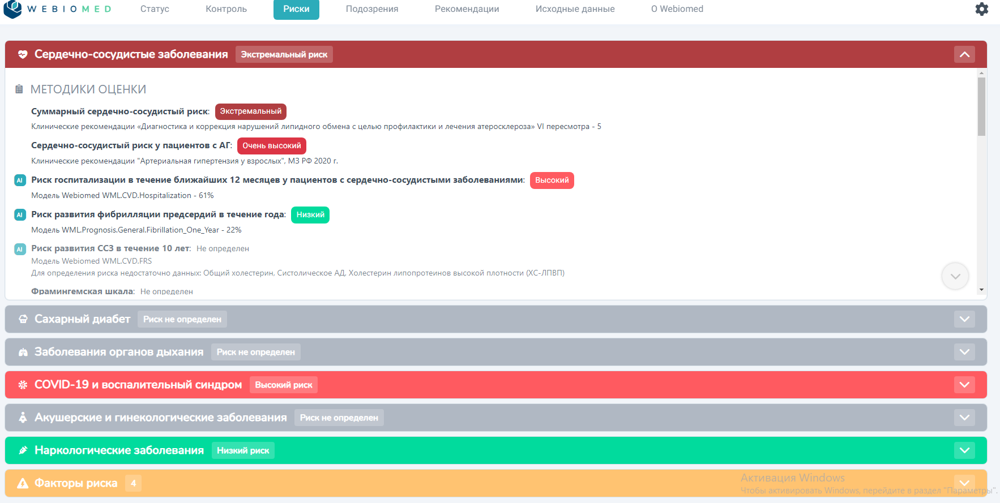 WEBIOMED
Статус
Контроль
Риски
Подозрения
Рекомендации
Исходные данные
О Webiomed
Сердечно-сосудистые заболевания Экстремальный риск
МЕТОДИКИ ОЦЕНКИ
Суммарный сердечно-сосудистый риск: Экстремальный
Клинические рекомендации «Диагностика и коррекция нарушений липидного обмена с целью профилактики и лечения атеросклероза» VI пересмотра - 5
Сердечно-сосудистый риск у пациентов с АГ: Очень высокий
Клинические рекомендации "Артериальная гипертензия у взрослых", МЗ РФ 2020 г.
AI Риск госпитализации в течение ближайших 12 месяцев у пациентов с сердечно-сосудистыми заболеваниями: Высокий
Модель Webiomed WML.CVD.Hospitalization - 61%
AI Риск развития фибрилляции предсердий в течение года: Низкий
Модель WML.Prognosis.General.Fibrillation_One_Year - 22%
AI Риск развития ССЗ в течение 10 лет: Не определен
Модель Webiomed WML.CVD.FRS
Для определения риска недостаточно данных: Общий холестерин, Систолическое АД, Холестерин липопротеинов высокой плотности (ХС-ЛПВП)
Фрамингемская шкала: Не определен
Сахарный диабет Риск не определен
Заболевания органов дыхания Риск не определен
COVID-19 и воспалительный синдром Высокий риск
Акушерские и гинекологические заболевания Риск не определен
Наркологические заболевания Низкий риск
Факторы риска 4
Активация Windows
Чтобы активировать Windows, перейдите в раздел "Параметры".